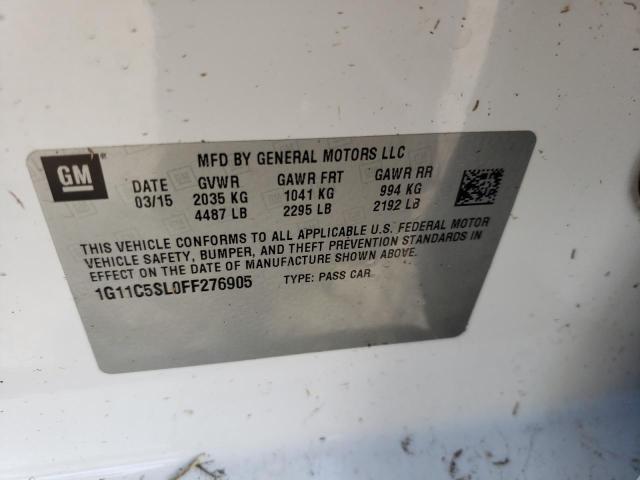 GM
MFD BY GENERAL MOTORS LLC
DATE GVWR GAWR FRT GAWR RR
03/15 2035 KG 1041 KG 994 KG
4487 LB 2295 LB 2192 LB
THIS VEHICLE CONFORMS TO ALL APPLICABLE U.S. FEDERAL MOTOR
VEHICLE SAFETY, BUMPER, AND THEFT PREVENTION STANDARDS IN
EFFECT ON THE DATE OF MANUFACTURE SHOWN ABOVE.
1G11C5SL0FF276905 TYPE: PASS CAR